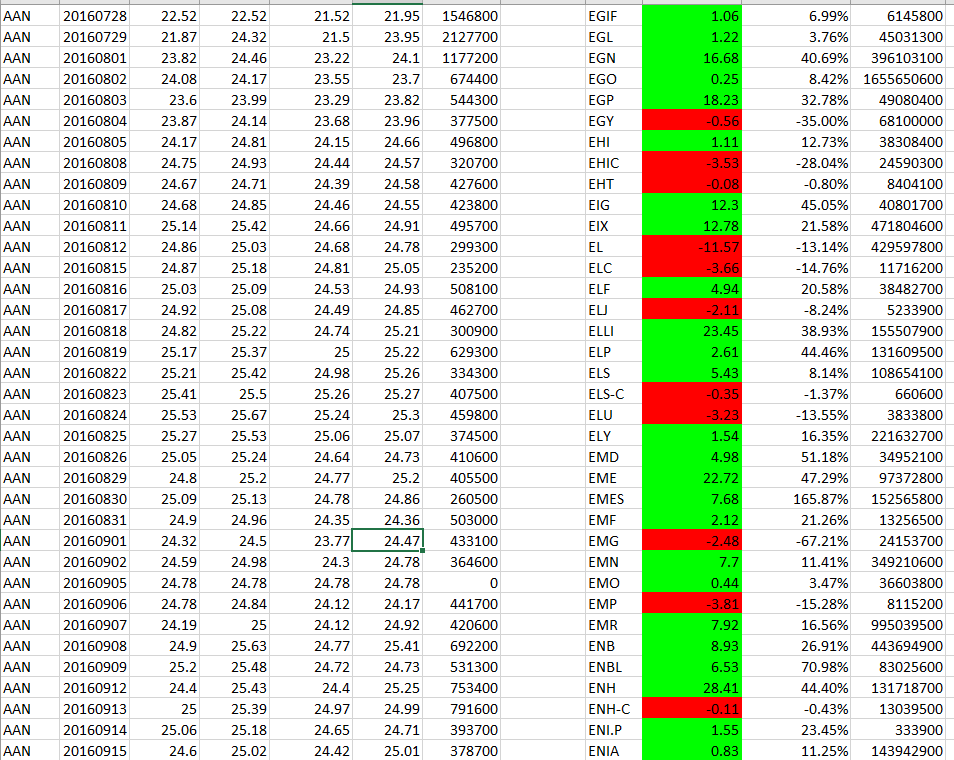 AAN 20160728 22.52 22.52 21.52 21.95 1546800 EGIF 1.06 6.99% 6145800
AAN 20160729 21.87 24.32 21.5 23.95 2127700 EGL 1.22 3.76% 45031300
AAN 20160801 23.82 24.46 23.22 24.1 1177200 EGN 16.68 40.69% 396103100
AAN 20160802 24.08 24.17 23.55 23.7 674400 EGO 0.25 8.42% 1655650600
AAN 20160803 23.6 23.99 23.29 23.82 544300 EGP 18.23 32.78% 49080400
AAN 20160804 23.87 24.14 23.68 23.96 377500 EGY -0.56 -35.00% 68100000
AAN 20160805 24.17 24.81 24.15 24.66 496800 EHI 1.11 12.73% 38308400
AAN 20160808 24.75 24.93 24.44 24.57 320700 EHIC -3.53 -28.04% 24590300
AAN 20160809 24.67 24.71 24.39 24.58 427600 EHT -0.08 -0.80% 8404100
AAN 20160810 24.68 24.85 24.46 24.55 423800 EIG 12.3 45.05% 40801700
AAN 20160811 25.14 25.42 24.66 24.91 495700 EIX 12.78 21.58% 471804600
AAN 20160812 24.86 25.03 24.68 24.78 299300 EL -11.57 -13.14% 429597800
AAN 20160815 24.87 25.18 24.81 25.05 235200 ELC -3.66 -14.76% 11716200
AAN 20160816 25.03 25.09 24.53 24.93 508100 ELF 4.94 20.58% 38482700
AAN 20160817 24.92 25.08 24.49 24.85 462700 ELJ -2.11 -8.24% 5233900
AAN 20160818 24.82 25.22 24.74 25.21 300900 ELLI 23.45 38.93% 155507900
AAN 20160819 25.17 25.37 25 25.22 629300 ELP 2.61 44.46% 131609500
AAN 20160822 25.21 25.42 24.98 25.26 334300 ELS 5.43 8.14% 108654100
AAN 20160823 25.41 25.5 25.26 25.27 407500 ELS-C -0.35 -1.37% 660600
AAN 20160824 25.53 25.67 25.24 25.3 459800 ELU -3.23 -13.55% 3833800
AAN 20160825 25.27 25.53 25.06 25.07 374500 ELY 1.54 16.35% 221632700
AAN 20160826 25.05 25.24 24.64 24.73 410600 EMD 4.98 51.18% 34952100
AAN 20160829 24.8 25.2 24.77 25.2 405500 EME 22.72 47.29% 97372800
AAN 20160830 25.09 25.13 24.78 24.86 260500 EMES 7.68 165.87% 152565800
AAN 20160831 24.9 24.96 24.35 24.36 503000 EMF 2.12 21.26% 13256500
AAN 20160901 24.32 24.5 23.77 24.47 433100 EMG -2.48 -67.21% 24153700
AAN 20160902 24.59 24.98 24.3 24.78 364600 EMN 7.7 11.41% 349210600
AAN 20160905 24.78 24.78 24.78 24.78 0 EMO 0.44 3.47% 36603800
AAN 20160906 24.78 24.84 24.12 24.17 441700 EMP -3.81 -15.28% 8115200
AAN 20160907 24.19 25 24.12 24.92 420600 EMR 7.92 16.56% 995039500
AAN 20160908 24.9 25.63 24.77 25.41 692200 ENB 8.93 26.91% 443694900
AAN 20160909 25.2 25.48 24.72 24.73 531300 ENBL 6.53 70.98% 83025600
AAN 20160912 24.4 25.43 24.4 25.25 753400 ENH 28.41 44.40% 131718700
AAN 20160913 25 25.39 24.97 24.99 791600 ENH-C -0.11 -0.43% 13039500
AAN 20160914 25.06 25.18 24.65 24.71 393700 ENI.P 1.55 23.45% 333900
AAN 20160915 24.6 25.02 24.42 25.01 378700 ENIA 0.83 11.25% 143942900